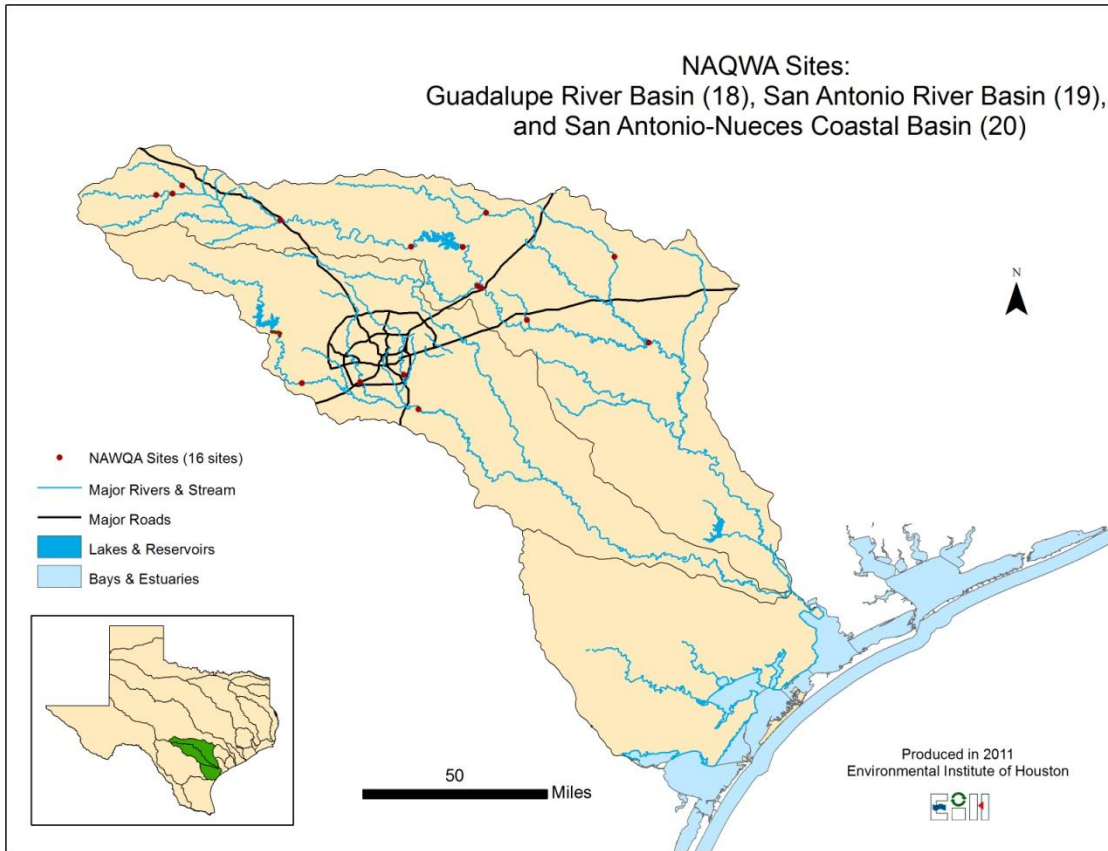 NAQWA Sites:
Guadalupe River Basin (18), San Antonio River Basin (19),
and San Antonio-Nueces Coastal Basin (20)
N
NAWQA Sites (16 sites)
Major Rivers & Stream
Major Roads
Lakes & Reservoirs
Bays & Estuaries
50
Miles
Produced in 2011
Environmental Institute of Houston
EIH